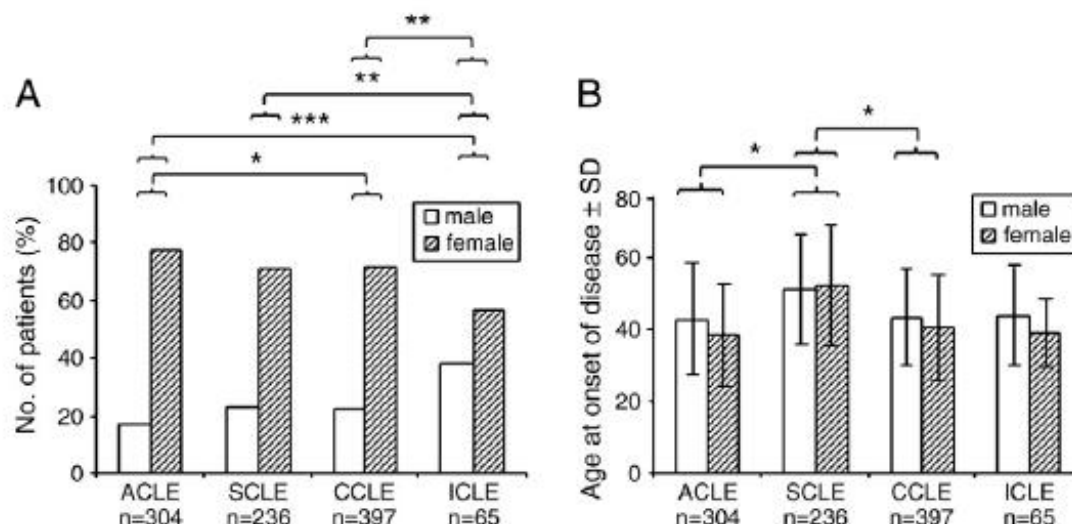 **
**
***
*
A
No. of patients (%)
100
80
60
40
20
0
male
female
ACLE SCLE CCLE ICLE
n=304 n=236 n=397 n=65
B
*
*
Age at onset of disease ± SD
80
60
40
20
0
male
female
ACLE SCLE CCLE ICLE
n=304 n=236 n=397 n=65